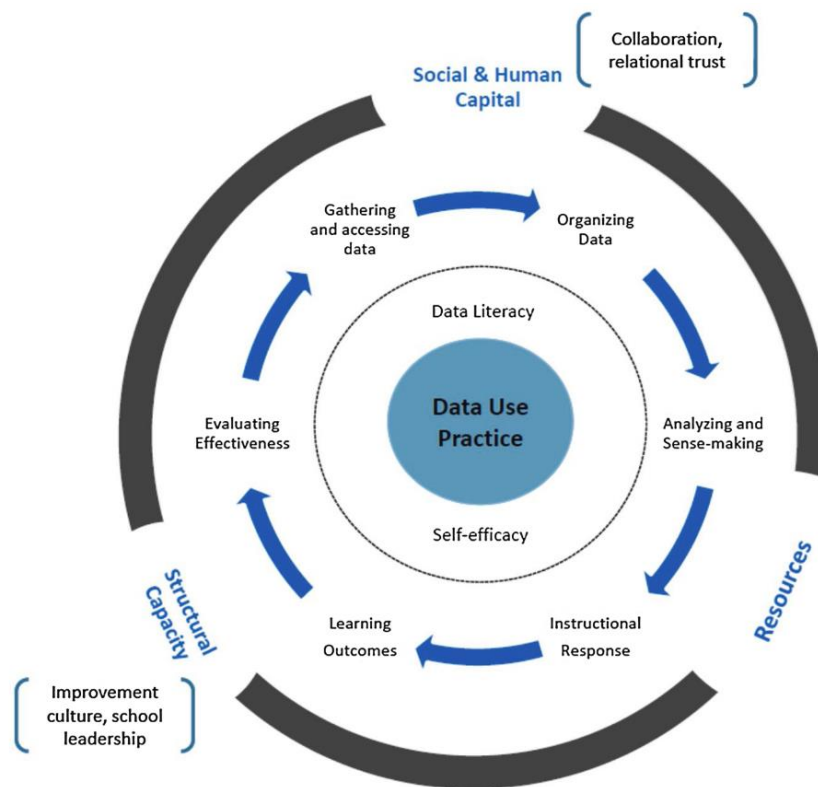 Collaboration,
relational trust
Social & Human
Capital
Gathering
and accessing
data
Organizing
Data
Data Literacy
Data Use
Practice
Evaluating
Effectiveness
Analyzing and
Sense-making
Self-efficacy
Structural
Capacity
Resources
Learning
Outcomes
Instructional
Response
Improvement
culture, school
leadership